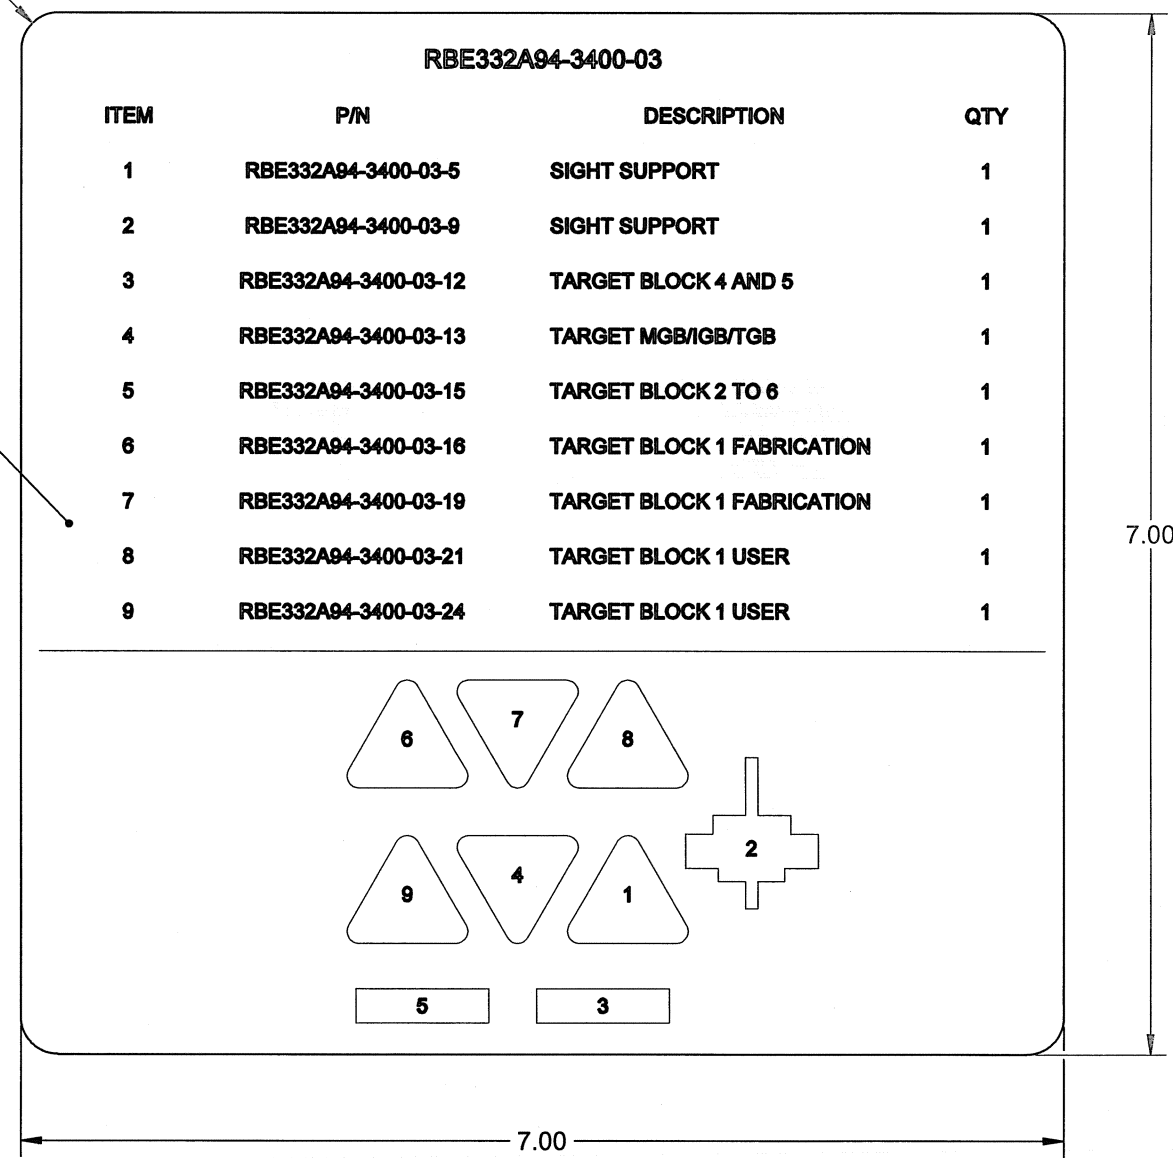 RBE332A94-3400-03
ITEM P/N DESCRIPTION QTY
1 RBE332A94-3400-03-5 SIGHT SUPPORT 1
2 RBE332A94-3400-03-9 SIGHT SUPPORT 1
3 RBE332A94-3400-03-12 TARGET BLOCK 4 AND 5 1
4 RBE332A94-3400-03-13 TARGET MGB/IGB/TGB 1
5 RBE332A94-3400-03-15 TARGET BLOCK 2 TO 6 1
6 RBE332A94-3400-03-16 TARGET BLOCK 1 FABRICATION 1
7 RBE332A94-3400-03-19 TARGET BLOCK 1 FABRICATION 1
8 RBE332A94-3400-03-21 TARGET BLOCK 1 USER 1
9 RBE332A94-3400-03-24 TARGET BLOCK 1 USER 1
7.00
6 7 8
2
9 4 1
5 3
7.00